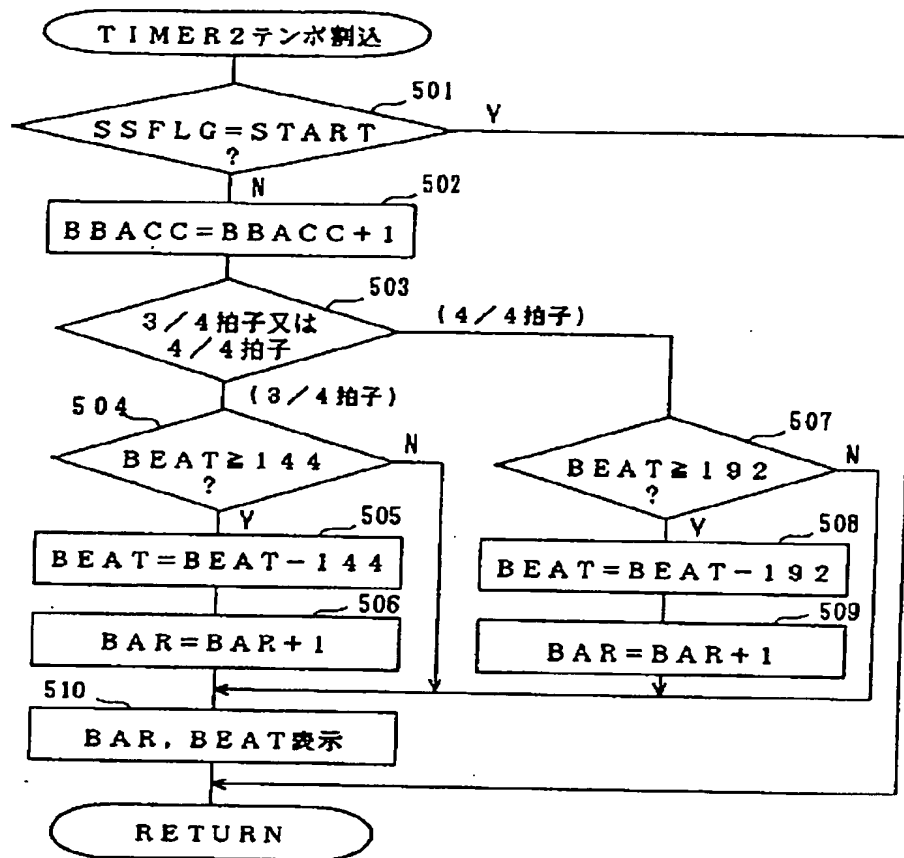 TIMER2テンポ割込
501
SSFLG=START
?
Y
N
502
BBACC=BBACC+1
503
3/4拍子又は
4/4拍子
(4/4拍子)
(3/4拍子)
504
BEAT≧144
?
N
Y
507
BEAT≧192
?
N
Y
505
BEAT=BEAT-144
508
BEAT=BEAT-192
506
BAR=BAR+1
509
BAR=BAR+1
510
BAR,BEAT表示
RETURN